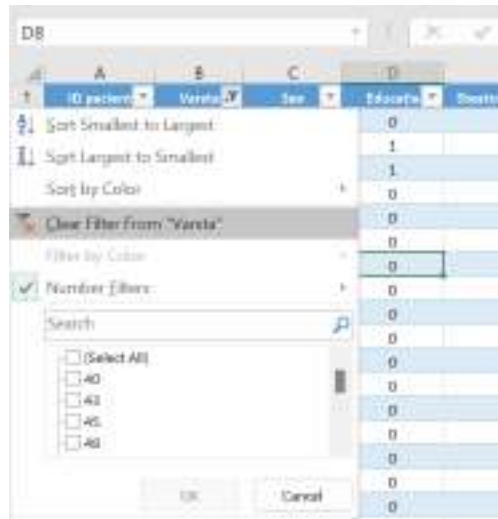 D8
A B C D
1 ID pacient Varsta Sex Educatie
Sort Smallest to Largest
Sort Largest to Smallest
Sort by Color
Clear Filter From "Varsta"
Filter by Color
Number Filters
Search
(Select All)
40
43
45
46
OK Cancel
0
1
1
0
0
0
0
0
0
0
0
0
0
0
0
0
0